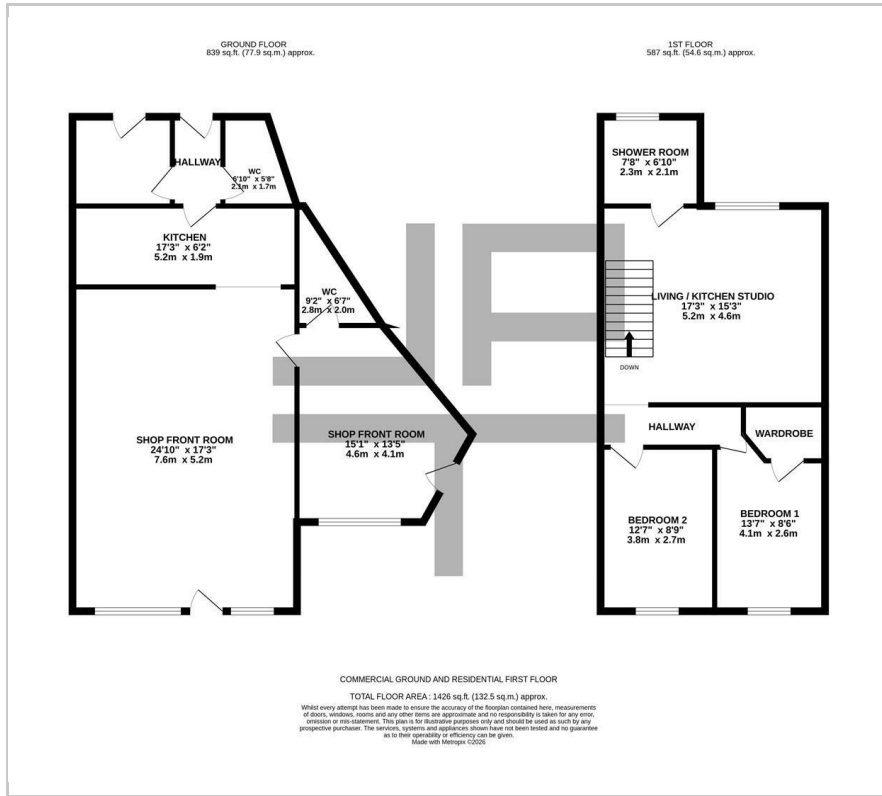 GROUND FLOOR
839 sq.ft. (77.9 sq.m.) approx.
1ST FLOOR
587 sq.ft. (54.6 sq.m.) approx.
HALLWAY
WC
6'10" x 5'8"
2.1m x 1.7m
KITCHEN
17'3" x 6'2"
5.2m x 1.9m
WC
9'2" x 6'7"
2.8m x 2.0m
SHOP FRONT ROOM
24'10" x 17'3"
7.6m x 5.2m
SHOP FRONT ROOM
15'1" x 13'5"
4.6m x 4.1m
SHOWER ROOM
7'8" x 6'10"
2.3m x 2.1m
LIVING / KITCHEN STUDIO
17'3" x 15'3"
5.2m x 4.6m
DOWN
HALLWAY
WARDROBE
BEDROOM 2
12'7" x 8'9"
3.8m x 2.7m
BEDROOM 1
13'7" x 8'6"
4.1m x 2.6m
COMMERCIAL GROUND AND RESIDENTIAL FIRST FLOOR
TOTAL FLOOR AREA : 1426 sq.ft. (132.5 sq.m.) approx.
Whilst every attempt has been made to ensure the accuracy of the floorplan contained here, measurements
of doors, windows, rooms and any other items are approximate and no responsibility is taken for any error,
omission or mis-statement. This plan is for illustrative purposes only and should be used as such by any
prospective purchaser. The services, systems and appliances shown have not been tested and no guarantee
as to their operability or efficiency can be given.
Made with Metropix ©2026